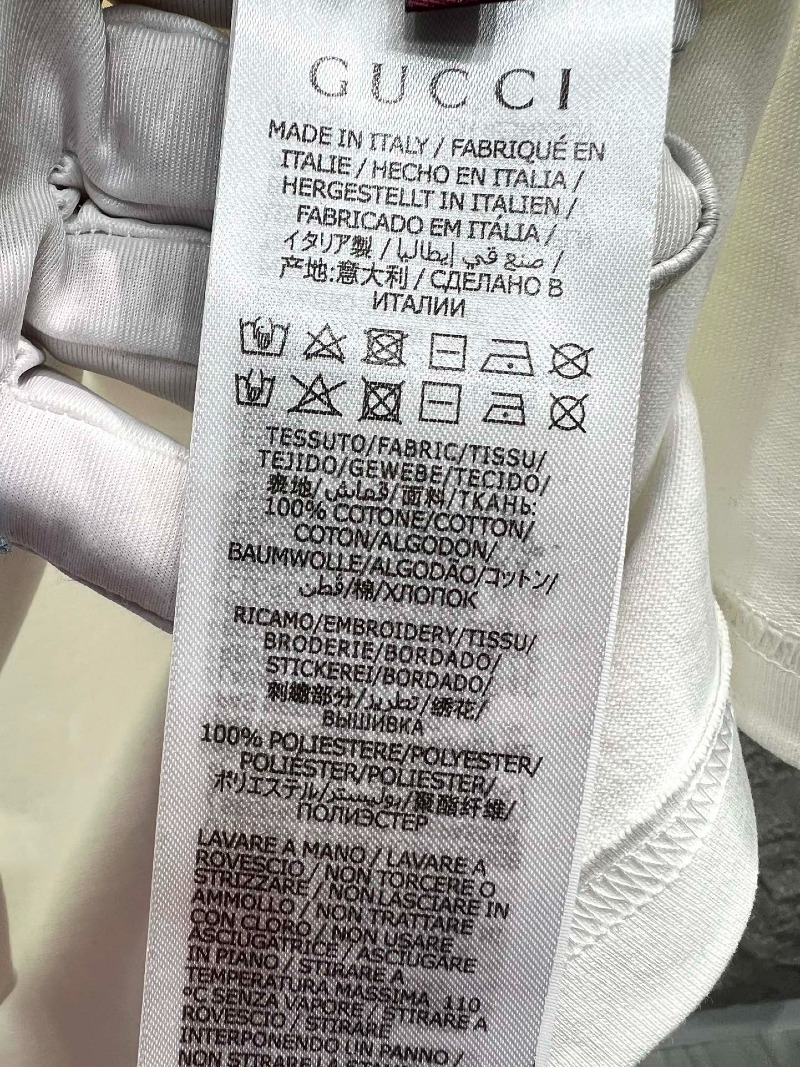 GUCCI
MADE IN ITALY / FABRIQUÉ EN
ITALIE / HECHO EN ITALIA /
HERGESTELLT IN ITALIEN /
FABRICADO EM ITÁLIA /
イタリア製 / صنع في إيطاليا /
产地:意大利 / СДЕЛАНО В
ИТАЛИИ
TESSUTO/FABRIC/TISSU/
TEJIDO/GEWEBE/TECIDO/
表地/قماش/面料/ТКАНЬ:
100% COTONE/COTTON/
COTON/ALGODON/
BAUMWOLLE/ALGODÃO/コットン/
قطن/棉/ХЛОПОК
RICAMO/EMBROIDERY/TISSU/
BRODERIE/BORDADO/
STICKEREI/BORDADO/
刺繍部分/تطريز/绣花/
ВЫШИВКА
100% POLIESTERE/POLYESTER/
POLIESTER/POLIESTER/
ポリエステル/بوليستر/聚酯纤维/
ПОЛИЭСТЕР
LAVARE A MANO / LAVARE A
ROVESCIO / NON TORCERE O
STRIZZARE / NON LASCIARE IN
AMMOLLO / NON TRATTARE
CON CLORO / NON USARE
ASCIUGATRICE / ASCIUGARE
IN PIANO / STIRARE A
TEMPERATURA MASSIMA 110
°C SENZA VAPORE / STIRARE A
ROVESCIO / STIRARE
INTERPONENDO UN PANNO /
NON STIRARE LA